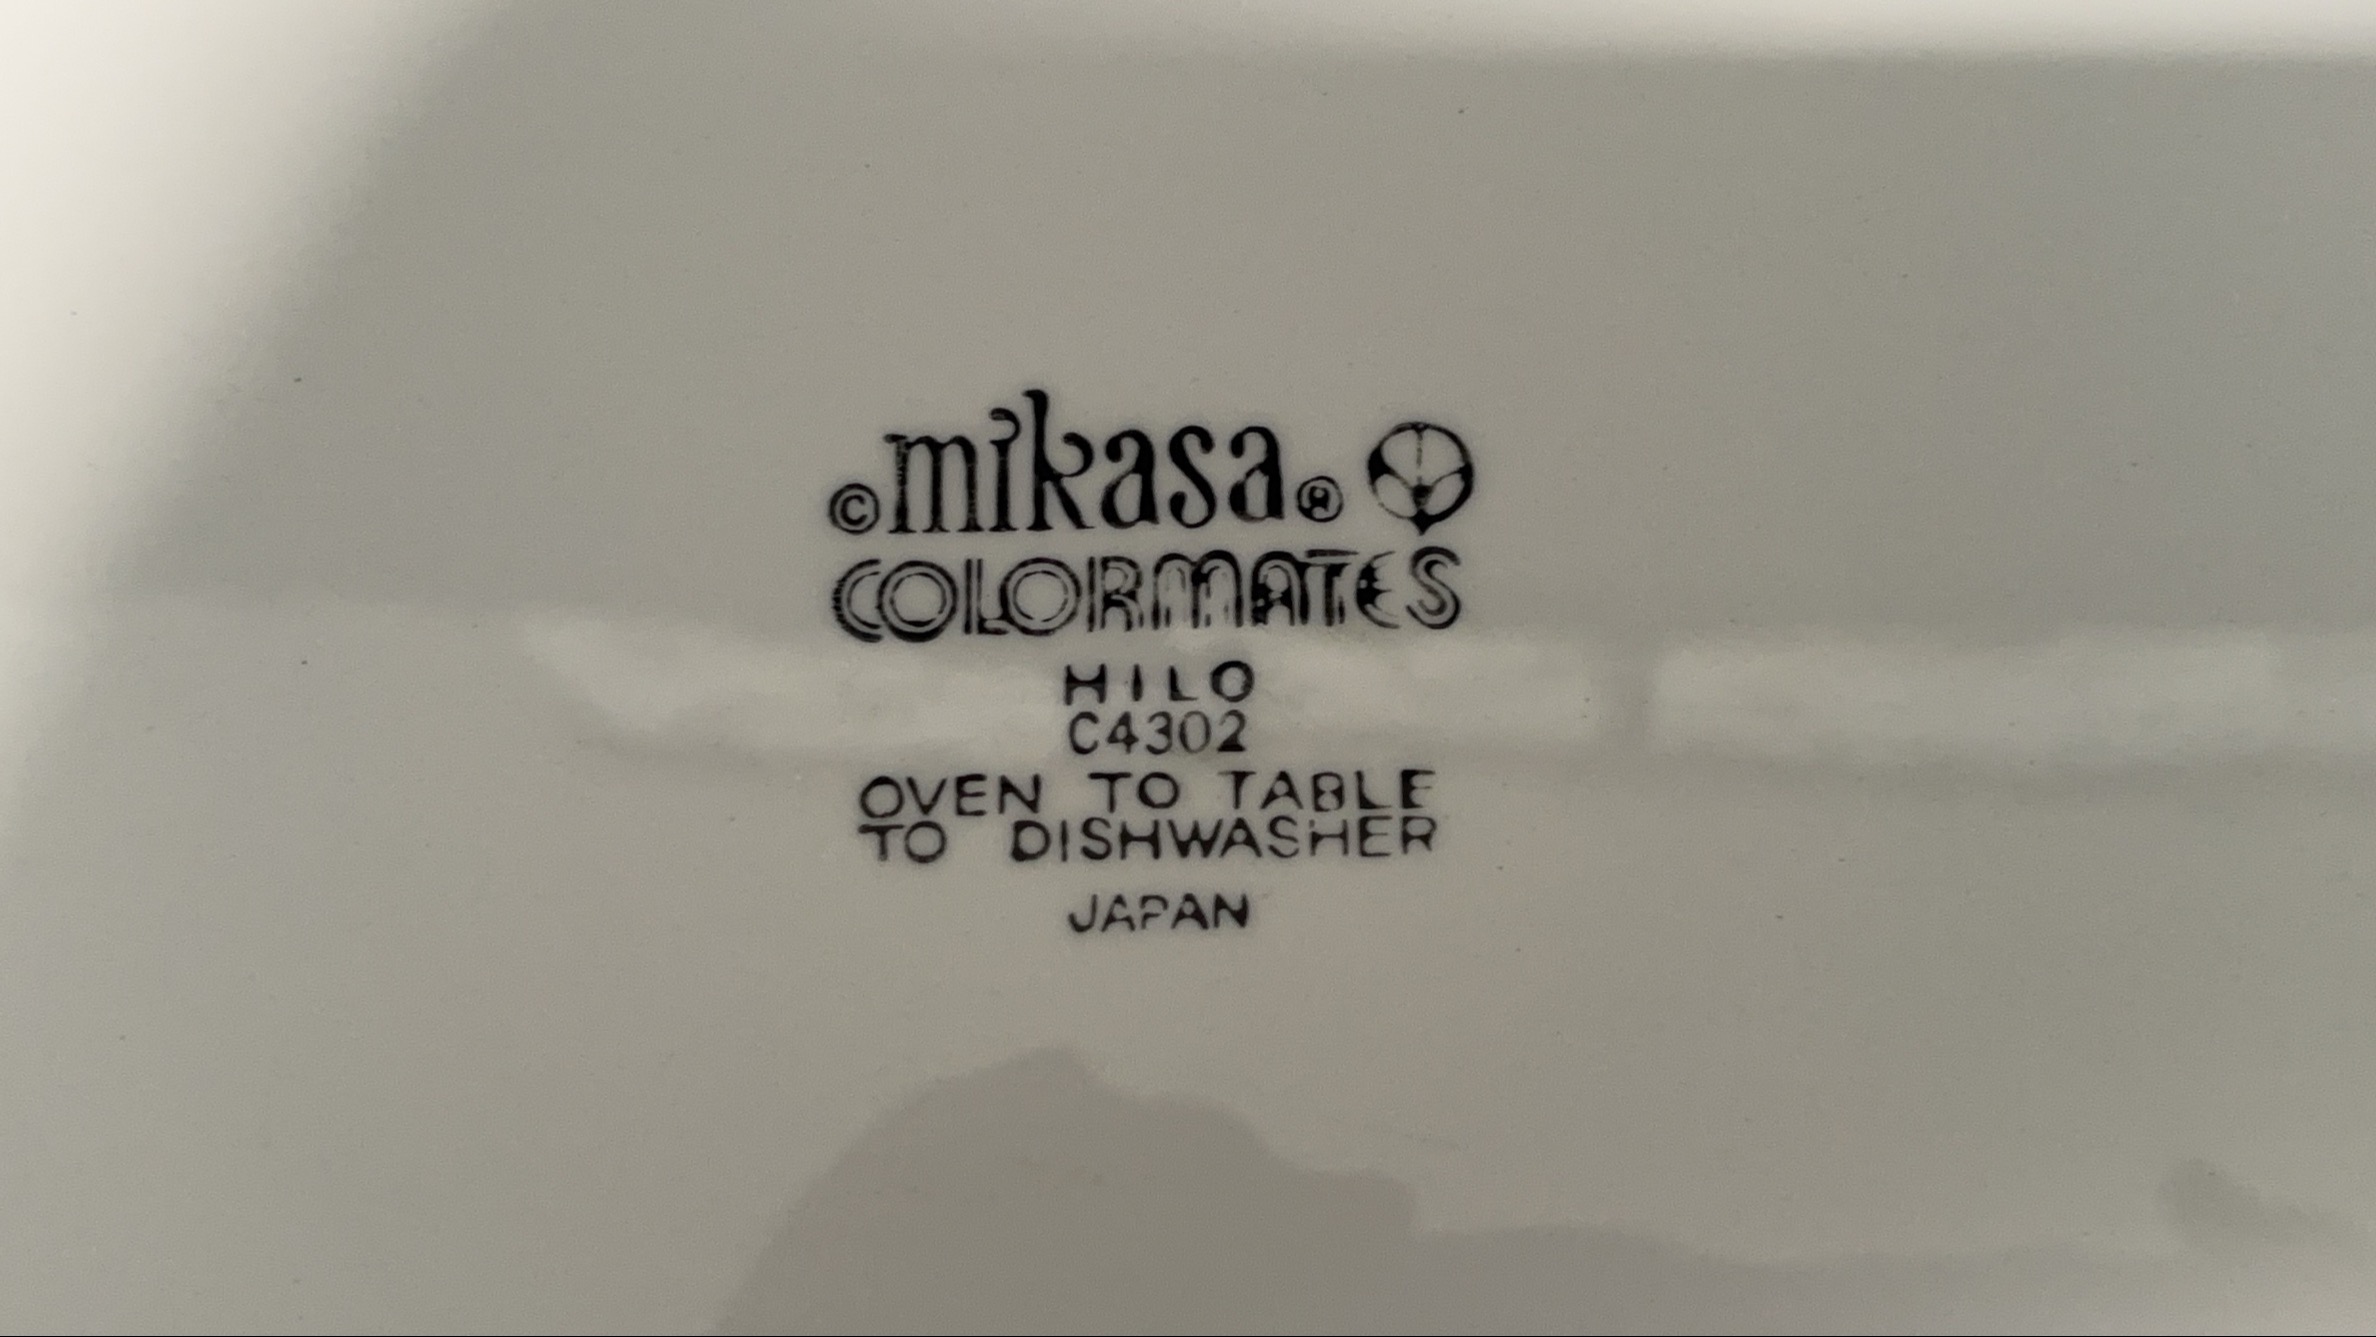 © mikasa ®
COLORMATES
HILO
C4302
OVEN TO TABLE
TO DISHWASHER
JAPAN